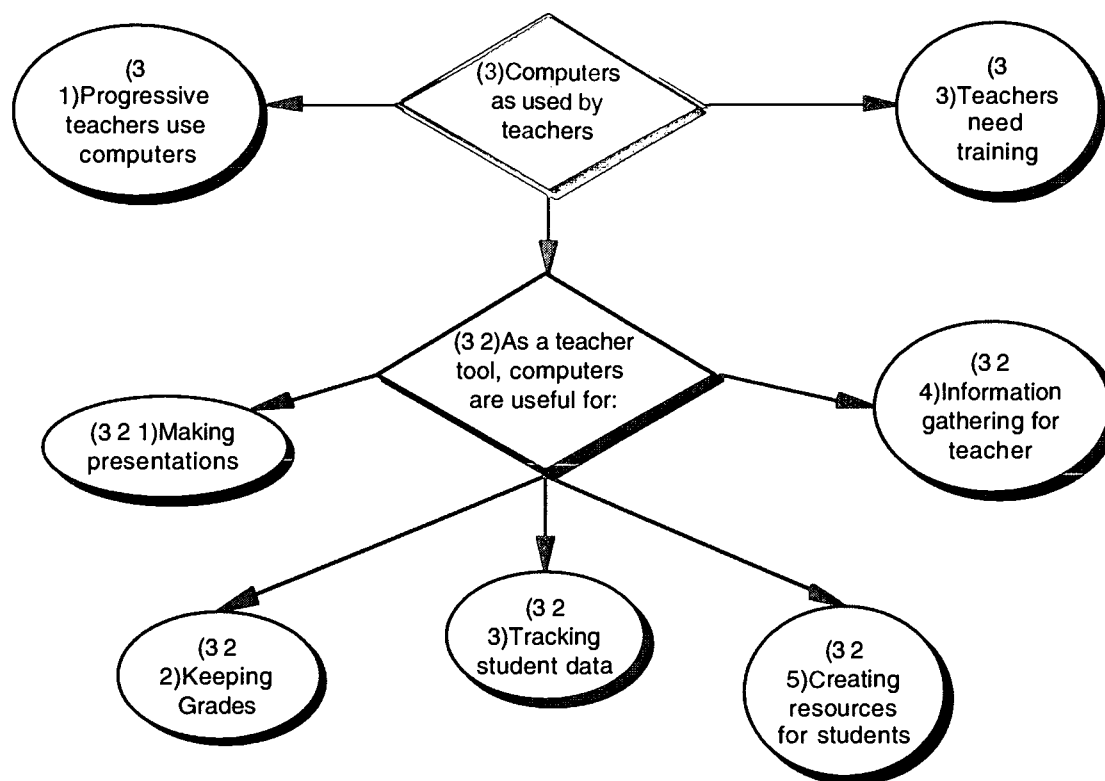 (3
1)Progressive
teachers use
computers
(3)Computers
as used by
teachers
(3
3)Teachers
need
training
(3 2)As a teacher
tool, computers
are useful for:
(3 2 1)Making
presentations
(3 2
4)Information
gathering for
teacher
(3 2
2)Keeping
Grades
(3 2
3)Tracking
student data
(3 2
5)Creating
resources
for students